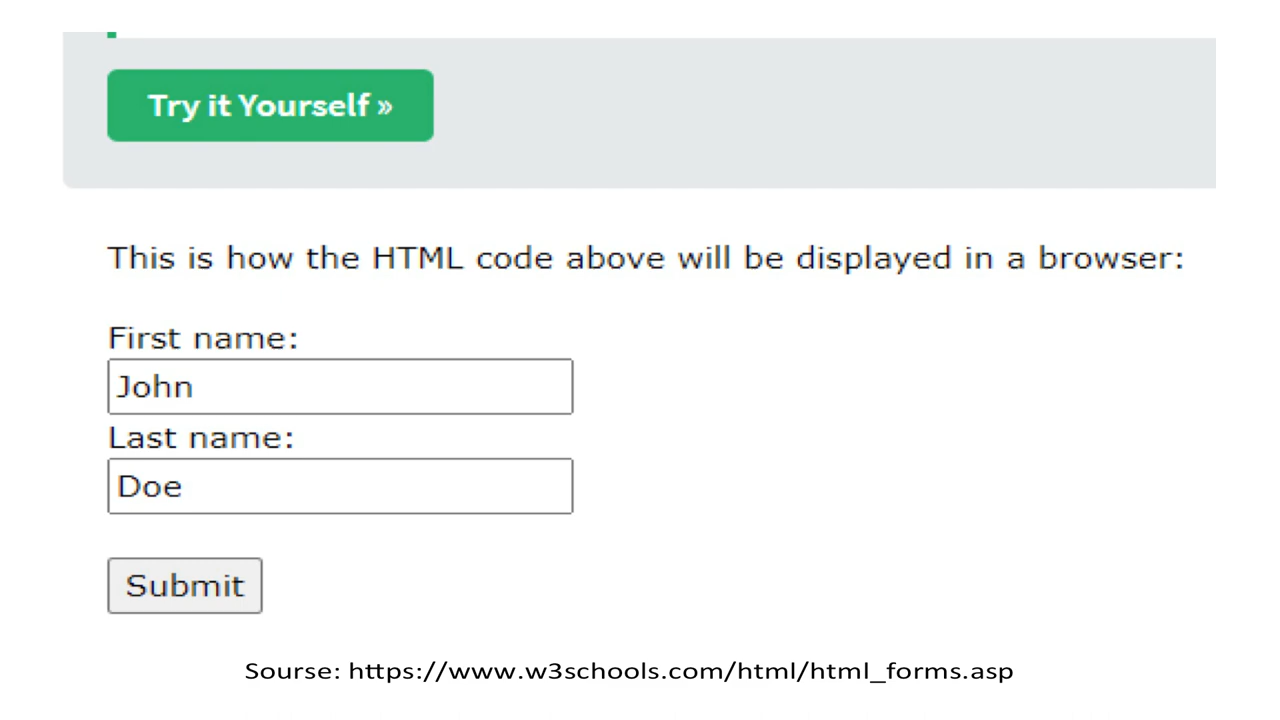 Try it Yourself »
This is how the HTML code above will be displayed in a browser:
First name:
John
Last name:
Doe
Submit
Sourse: https://www.w3schools.com/html/html_forms.asp